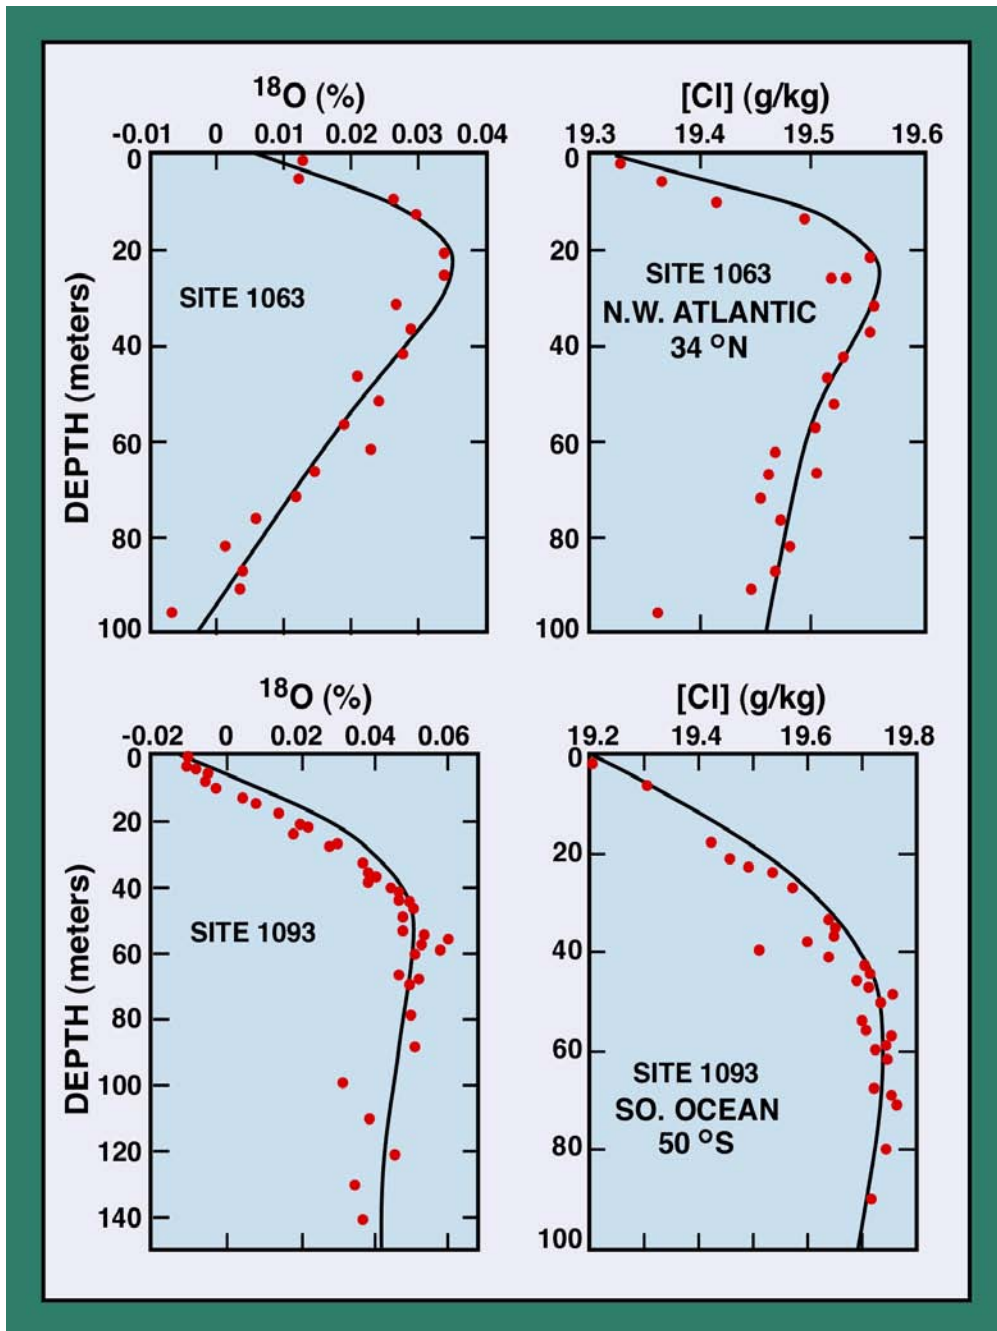 ¹⁸O (%)
-0.01 0 0.01 0.02 0.03 0.04
0
20
40
60
80
100
DEPTH (meters)
SITE 1063
[Cl] (g/kg)
19.3 19.4 19.5 19.6
0
20
40
60
80
100
SITE 1063
N.W. ATLANTIC
34 °N
¹⁸O (%)
-0.02 0 0.02 0.04 0.06
0
20
40
60
80
100
120
140
DEPTH (meters)
SITE 1093
[Cl] (g/kg)
19.2 19.4 19.6 19.8
0
20
40
60
80
100
SITE 1093
SO. OCEAN
50 °S